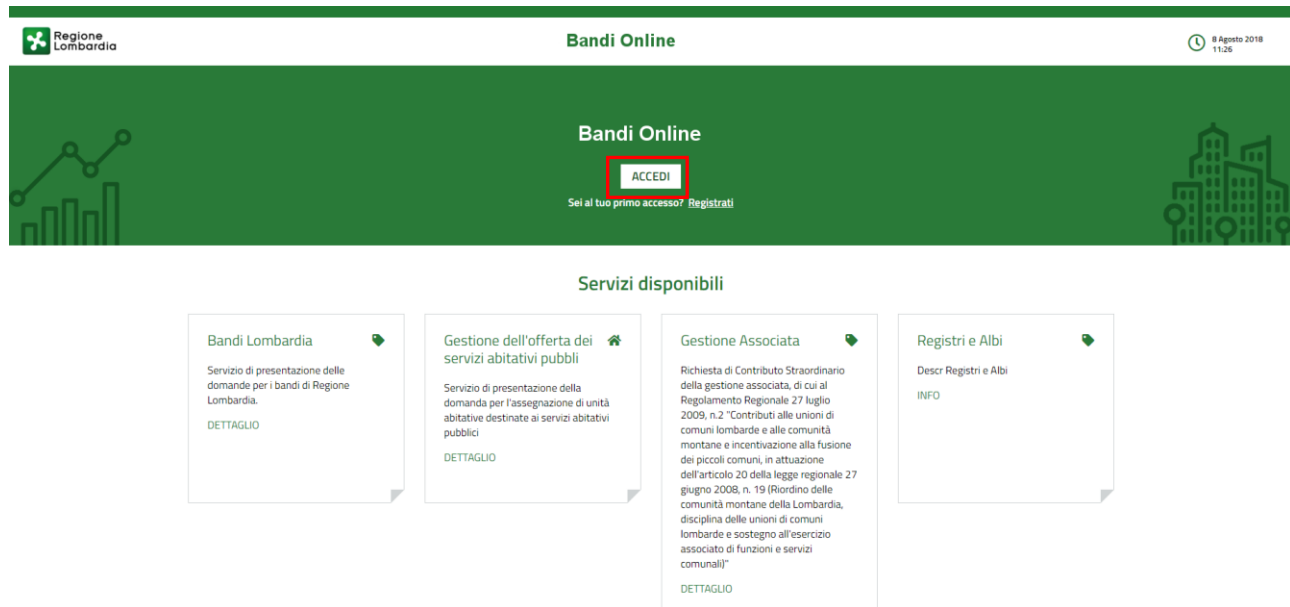 Regione
Lombardia
Bandi Online
8 Agosto 2018
11:26
Bandi Online
ACCEDI
Sei al tuo primo accesso? Registrati
Servizi disponibili
Bandi Lombardia
Servizio di presentazione delle
domande per i bandi di Regione
Lombardia.
DETTAGLIO
Gestione dell'offerta dei
servizi abitativi pubbli
Servizio di presentazione della
domanda per l'assegnazione di unità
abitative destinate ai servizi abitativi
pubblici
DETTAGLIO
Gestione Associata
Richiesta di Contributo Straordinario
della gestione associata, di cui al
Regolamento Regionale 27 luglio
2009, n.2 "Contributi alle unioni di
comuni lombarde e alle comunità
montane e incentivazione alla fusione
dei piccoli comuni, in attuazione
dell'articolo 20 della legge regionale 27
giugno 2008, n. 19 (Riordino delle
comunità montane della Lombardia,
disciplina delle unioni di comuni
lombarde e sostegno all'esercizio
associato di funzioni e servizi
comunali)"
DETTAGLIO
Registri e Albi
Descr Registri e Albi
INFO